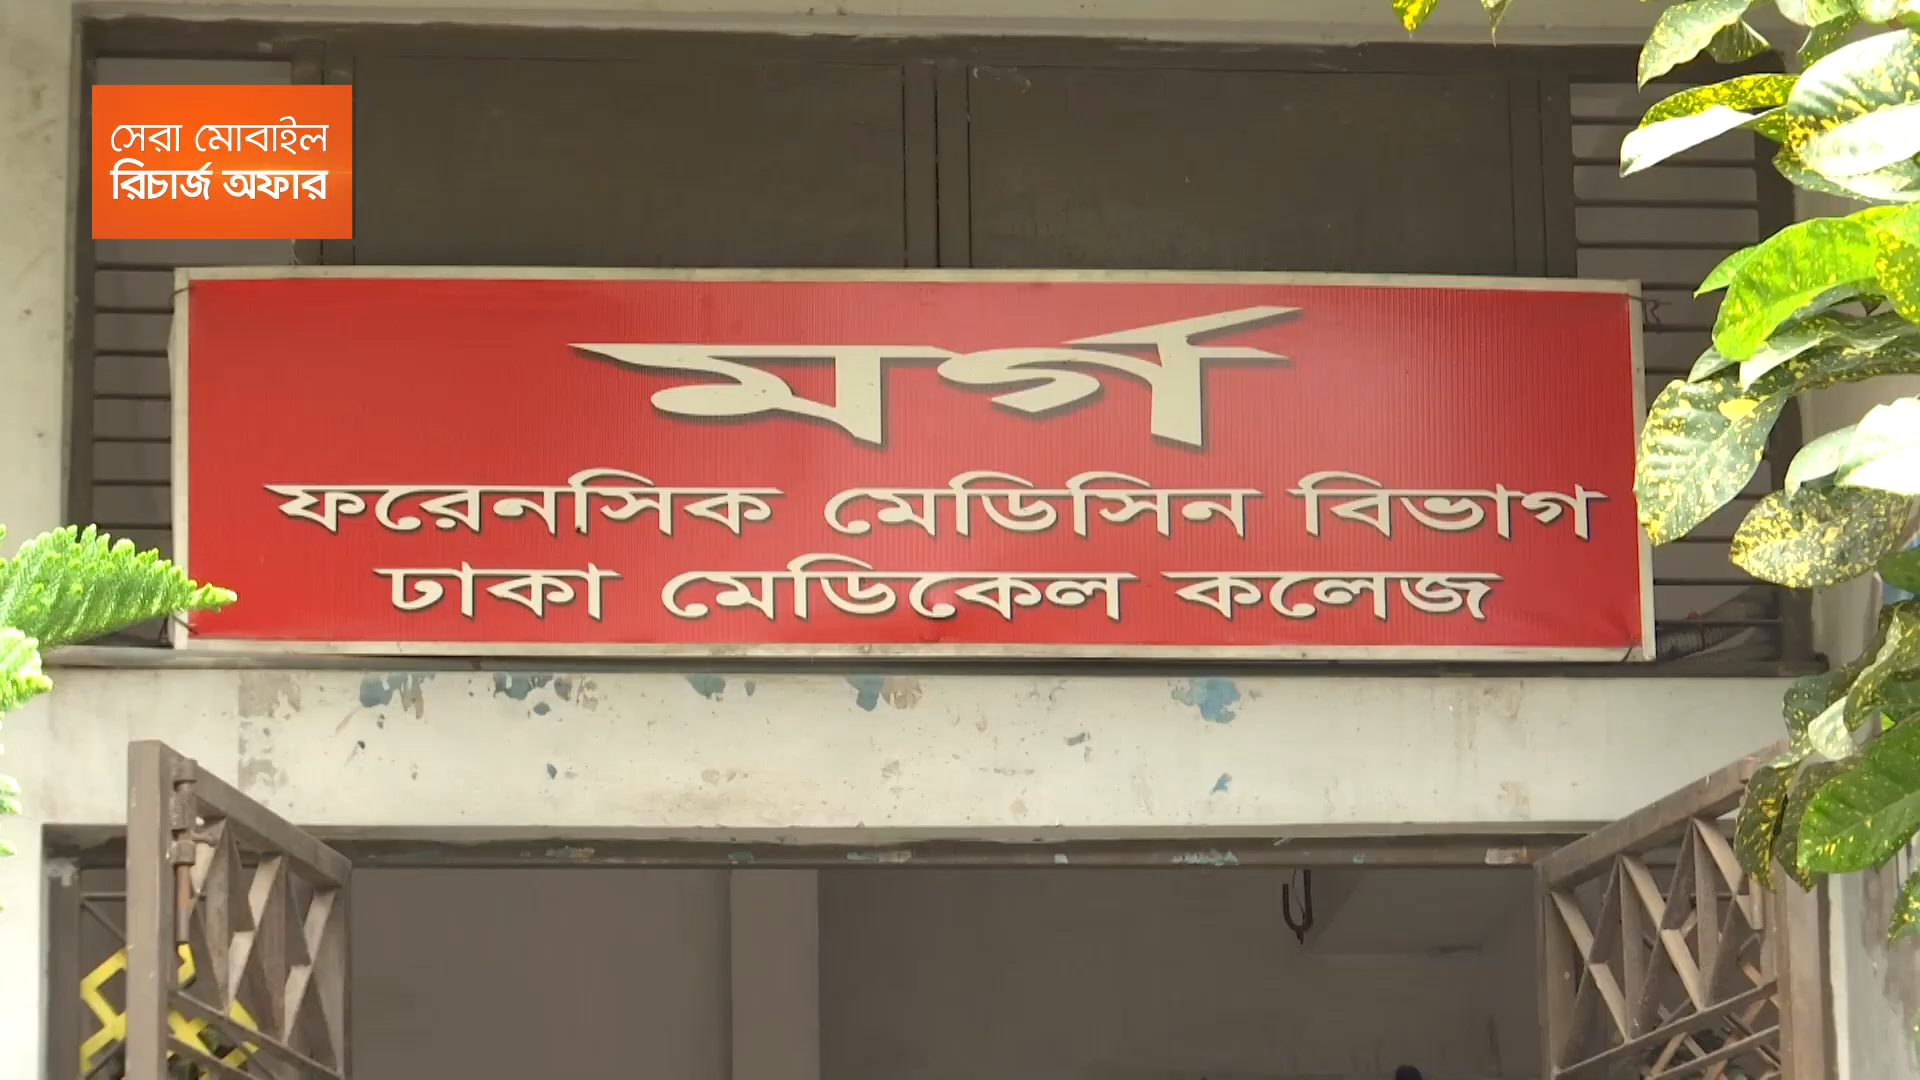 সেরা মোবাইল
রিচার্জ অফার
মর্গ
ফরেনসিক মেডিসিন বিভাগ
ঢাকা মেডিকেল কলেজ